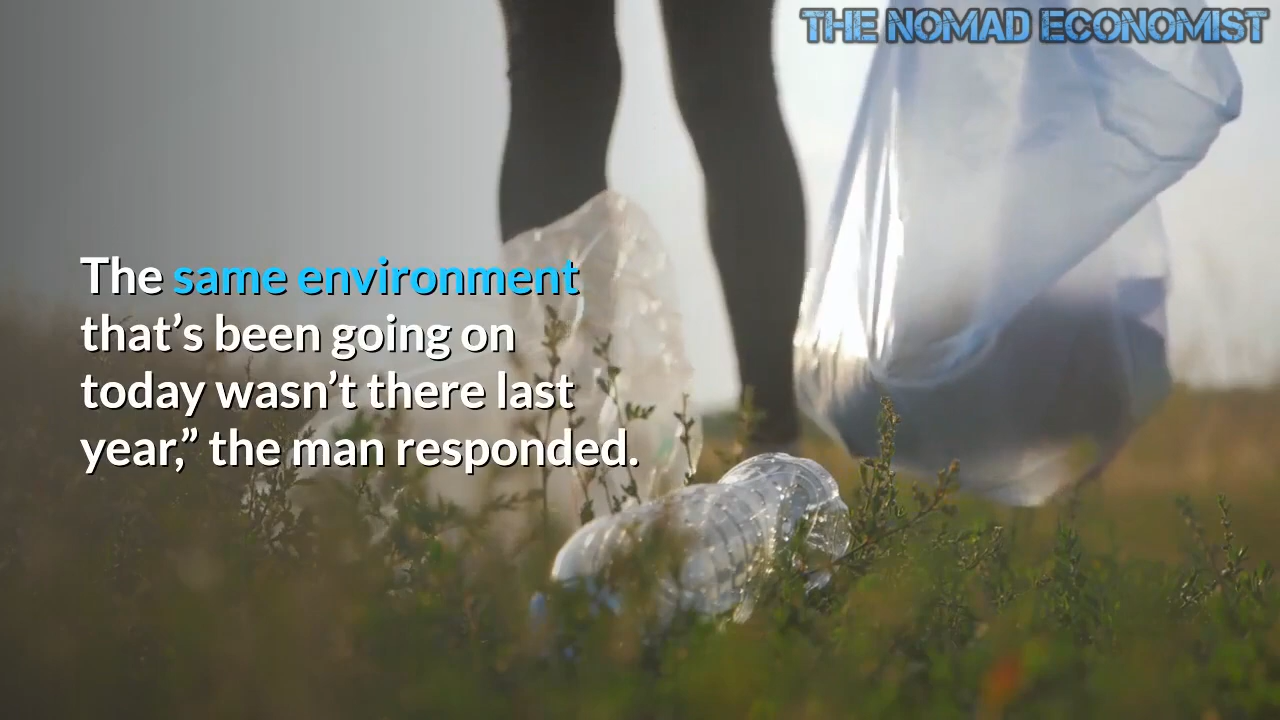 THE NOMAD ECONOMIST
The same environment
that’s been going on
today wasn’t there last
year,” the man responded.